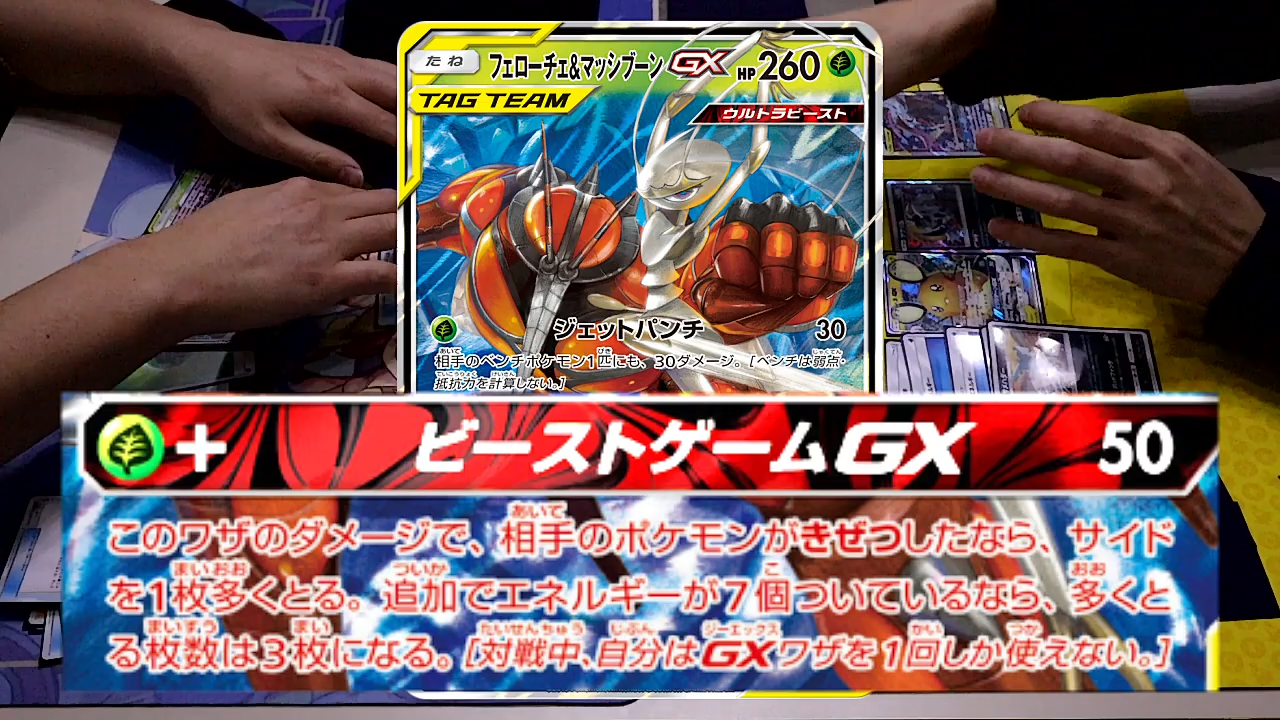 たね フェローチェ&マッシブーンGX HP260
TAG TEAM
ウルトラビースト
ジェットパンチ 30
相手のベンチポケモン1匹にも、30ダメージ。[ベンチは弱点・
抵抗力を計算しない。]
+ ビーストゲームGX 50
このワザのダメージで、相手のポケモンがきぜつしたなら、サイド
を1枚多くとる。追加でエネルギーが7個ついているなら、多くと
る枚数は3枚になる。[対戦中、自分はGXワザを1回しか使えない。]